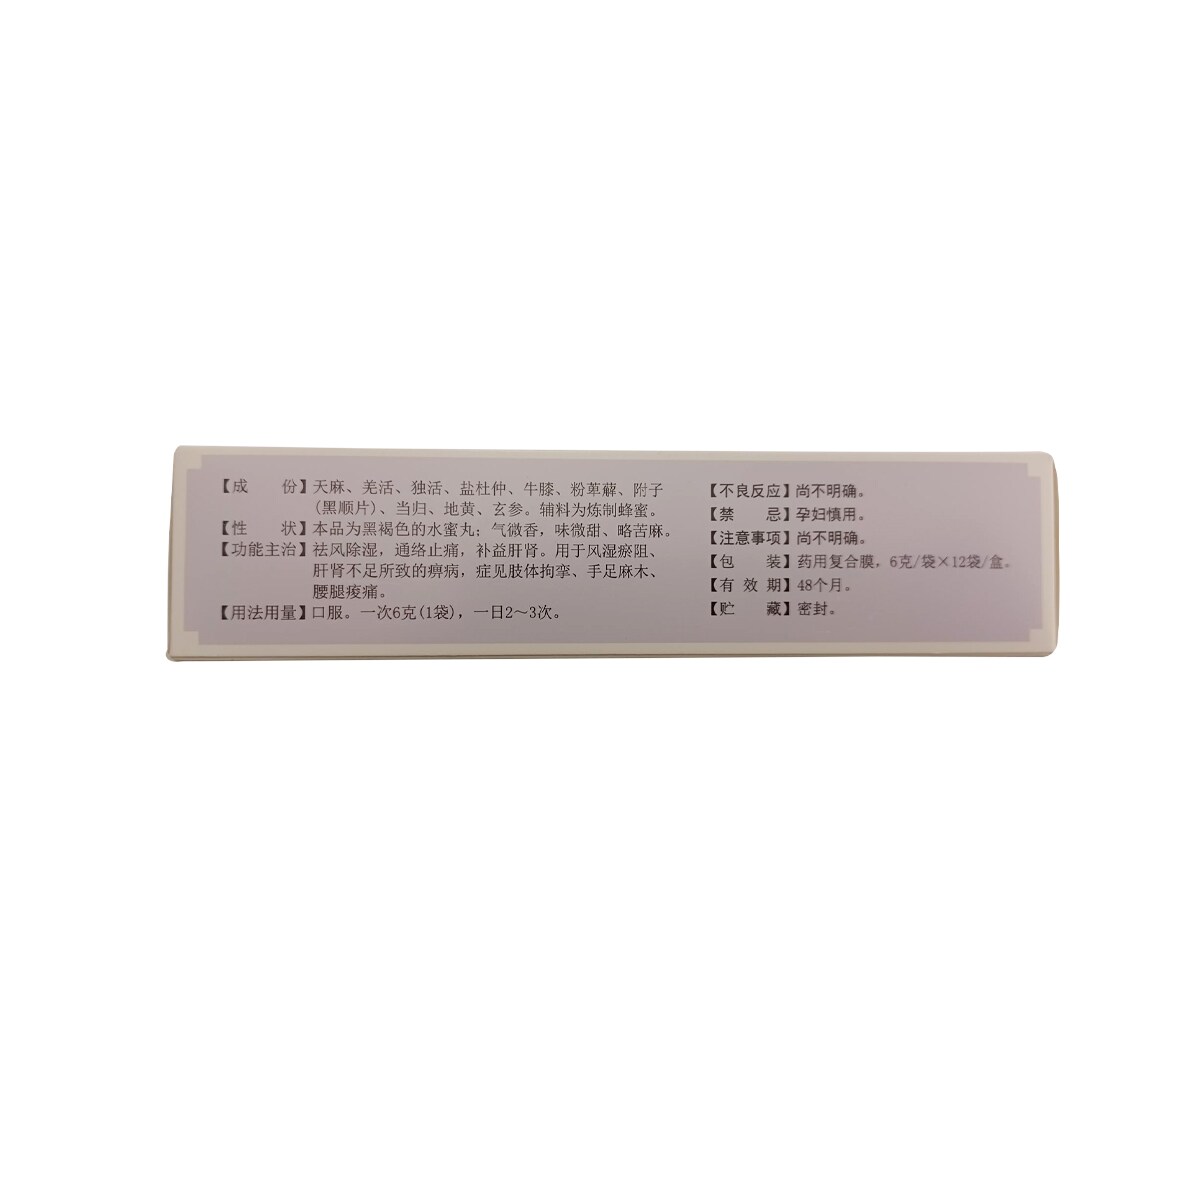 【成 份】天麻、羌活、独活、盐杜仲、牛膝、粉萆薢、附子
(黑顺片)、当归、地黄、玄参。辅料为炼制蜂蜜。
【性 状】本品为黑褐色的水蜜丸；气微香，味微甜、略苦麻。
【功能主治】祛风除湿，通络止痛，补益肝肾。用于风湿瘀阻、
肝肾不足所致的痹病，症见肢体拘挛、手足麻木、
腰腿痠痛。
【用法用量】口服。一次6克(1袋)，一日2～3次。
【不良反应】尚不明确。
【禁 忌】孕妇慎用。
【注意事项】尚不明确。
【包 装】药用复合膜，6克/袋×12袋/盒。
【有 效 期】48个月。
【贮 藏】密封。